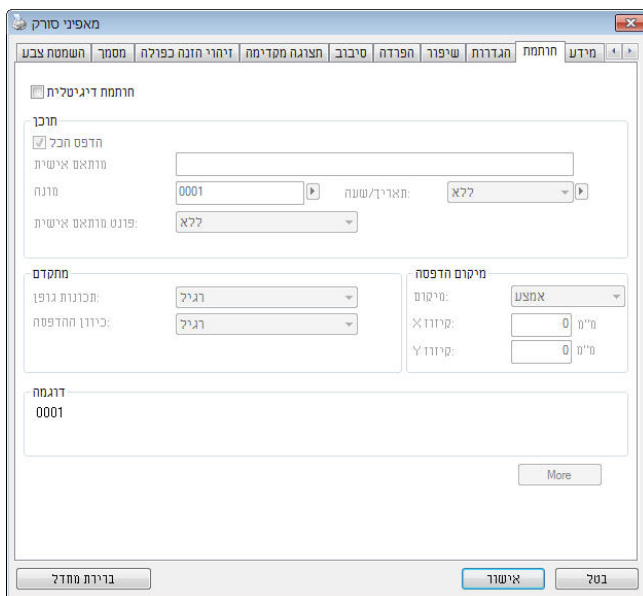 מאפיני סורק
השמטת צבע מסמך זיהוי הזנה כפולה תצוגה מקדימה סיבוב הפרדה שיפור הגדרות חותמת מידע
חותמת דיגיטלית
תוכן
הדפס הכל
מותאם אישית
מונה 0001 תאריך/שעה: ללא
פונט מותאם אישית: ללא
מתקדם
תכונות גופן: רגיל
כיוון ההדפסה: רגיל
מיקום הדפסה
מיקום: אמצע
קיזוז X: 0 מ"מ
קיזוז Y: 0 מ"מ
דוגמה
0001
More
ברירת מחדל אישור בטל